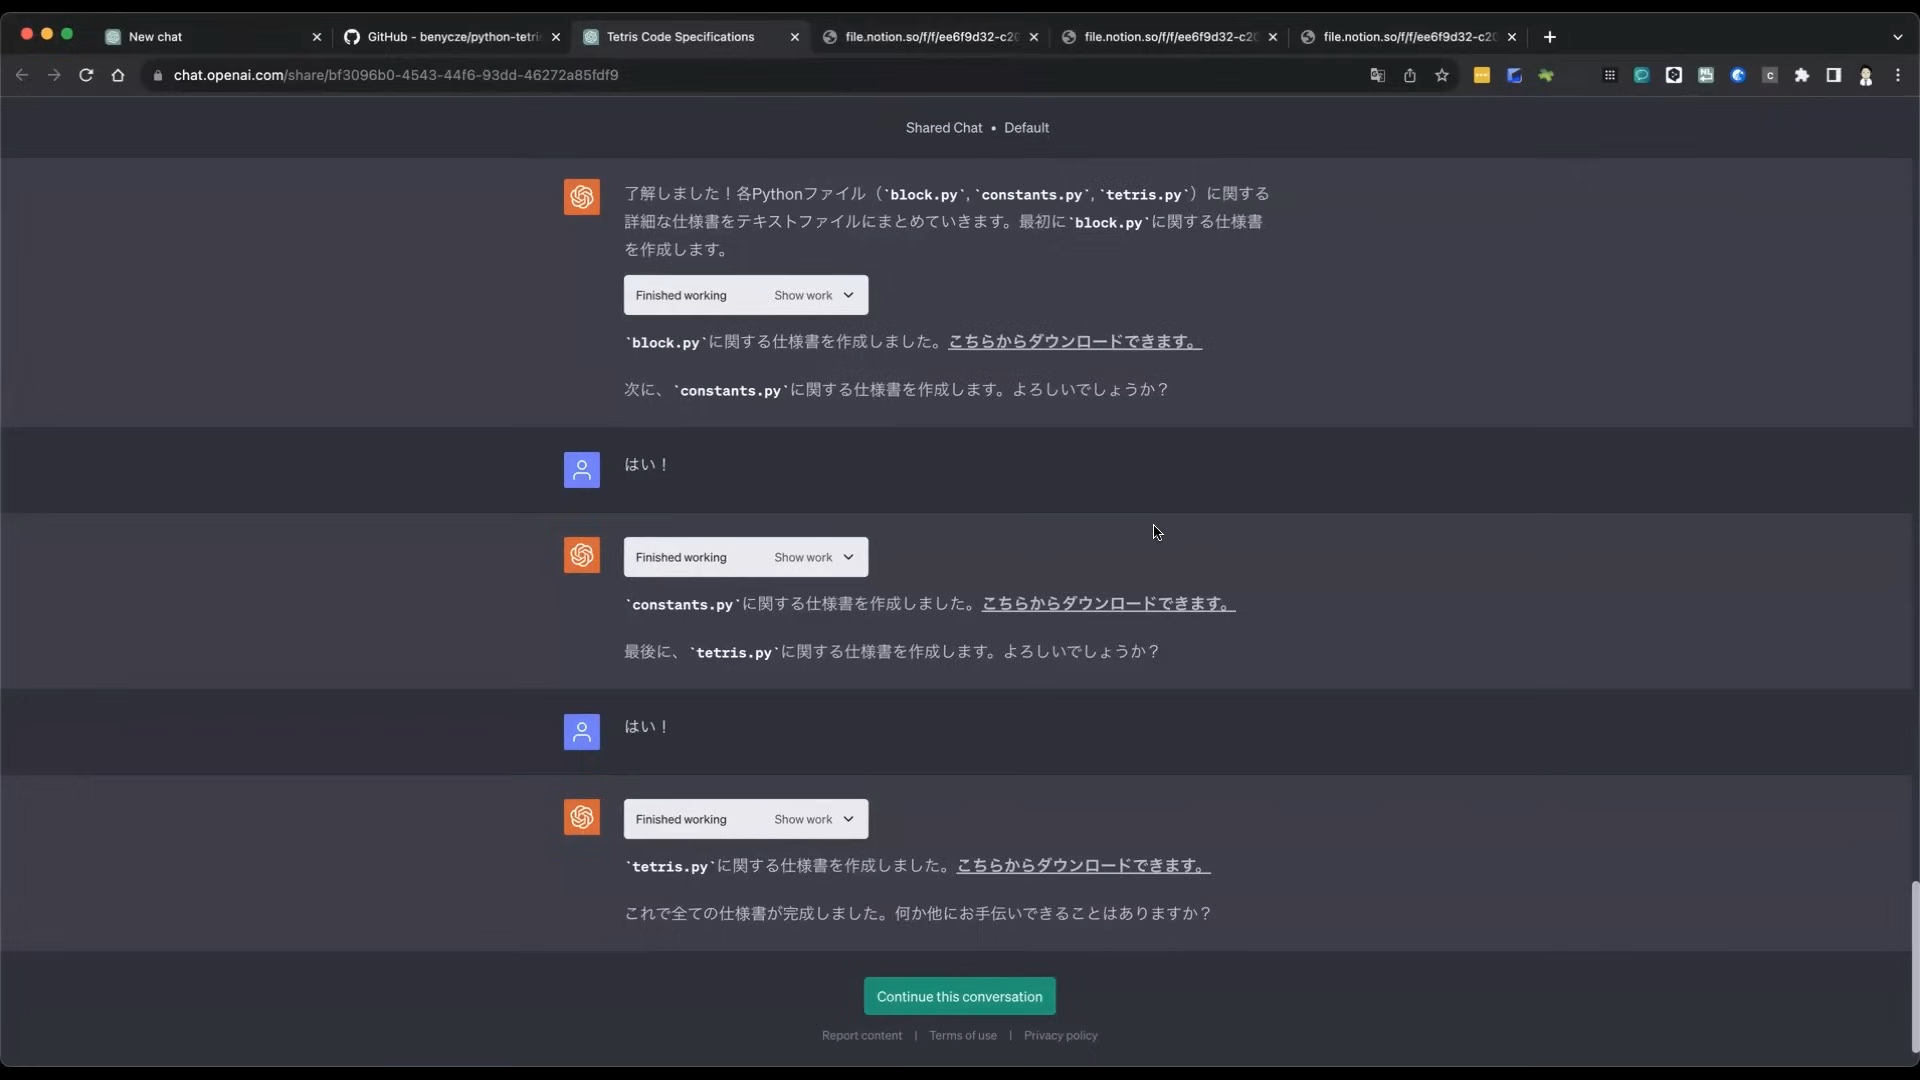 New chat
GitHub - benycze/python-tetri
Tetris Code Specifications
file.notion.so/f/f/ee6f9d32-c20
file.notion.so/f/f/ee6f9d32-c20
file.notion.so/f/f/ee6f9d32-c20
chat.openai.com/share/bf3096b0-4543-44f6-93dd-46272a85fdf9
Shared Chat • Default
了解しました！各Pythonファイル（`block.py`, `constants.py`, `tetris.py`）に関する
詳細な仕様書をテキストファイルにまとめていきます。最初に`block.py`に関する仕様書
を作成します。
Finished working Show work
`block.py`に関する仕様書を作成しました。こちらからダウンロードできます。
次に、`constants.py`に関する仕様書を作成します。よろしいでしょうか？
はい！
Finished working Show work
`constants.py`に関する仕様書を作成しました。こちらからダウンロードできます。
最後に、`tetris.py`に関する仕様書を作成します。よろしいでしょうか？
はい！
Finished working Show work
`tetris.py`に関する仕様書を作成しました。こちらからダウンロードできます。
これで全ての仕様書が完成しました。何か他にお手伝いできることはありますか？
Continue this conversation
Report content | Terms of use | Privacy policy